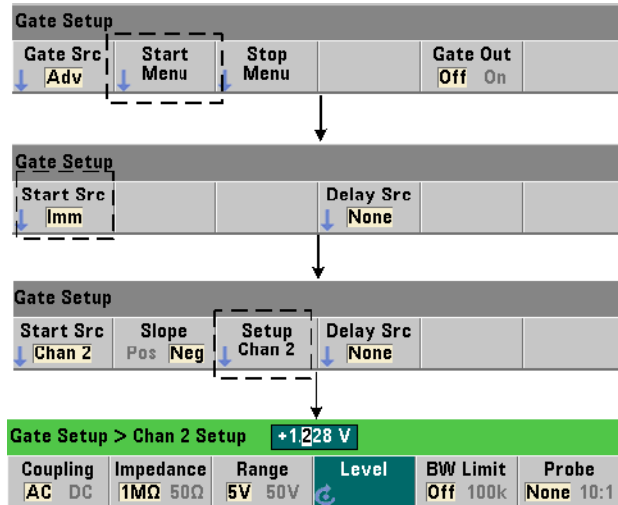 Gate Setup
Gate Src Start Stop Gate Out
Adv Menu Menu Off On
Gate Setup
Start Src Delay Src
Imm None
Gate Setup
Start Src Slope Setup Delay Src
Chan 2 Pos Neg Chan 2 None
Gate Setup > Chan 2 Setup +1.228 V
Coupling Impedance Range Level BW Limit Probe
AC DC 1MΩ 50Ω 5V 50V Off 100k None 10:1